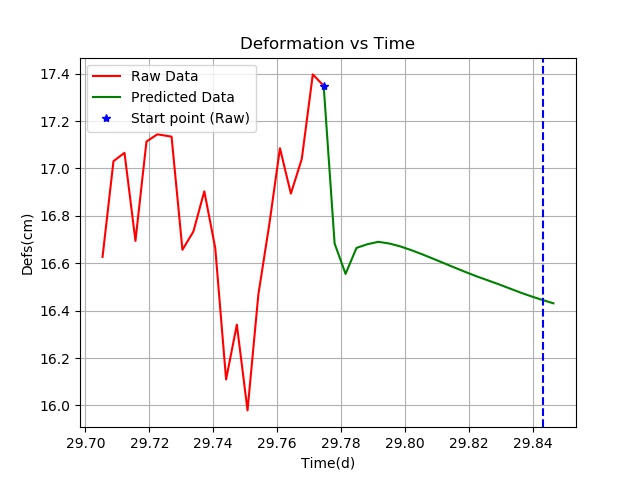 Deformation vs Time
Raw Data
Predicted Data
Start point (Raw)
17.4
17.2
17.0
16.8
16.6
16.4
16.2
16.0
Defs(cm)
29.70 29.72 29.74 29.76 29.78 29.80 29.82 29.84
Time(d)